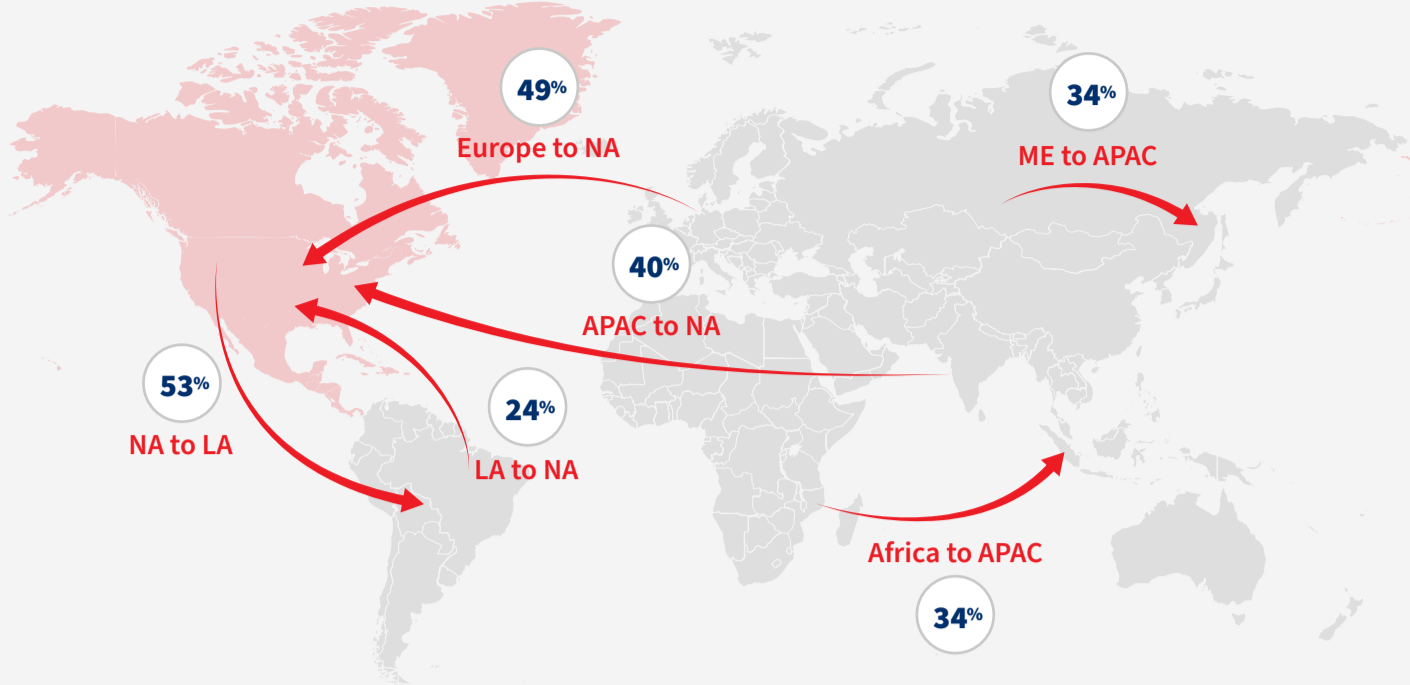 49%
Europe to NA
34%
ME to APAC
40%
APAC to NA
53%
NA to LA
24%
LA to NA
Africa to APAC
34%